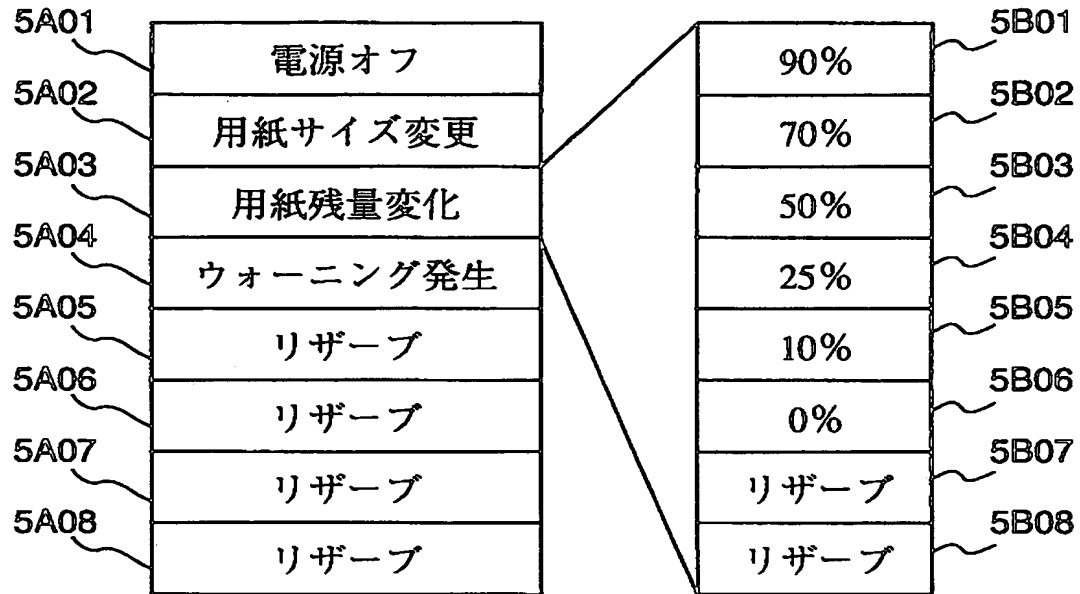 5A01 電源オフ 90% 5B01
5A02 用紙サイズ変更 70% 5B02
5A03 用紙残量変化 50% 5B03
5A04 ウォーニング発生 25% 5B04
5A05 リザーブ 10% 5B05
5A06 リザーブ 0% 5B06
5A07 リザーブ リザーブ 5B07
5A08 リザーブ リザーブ 5B08